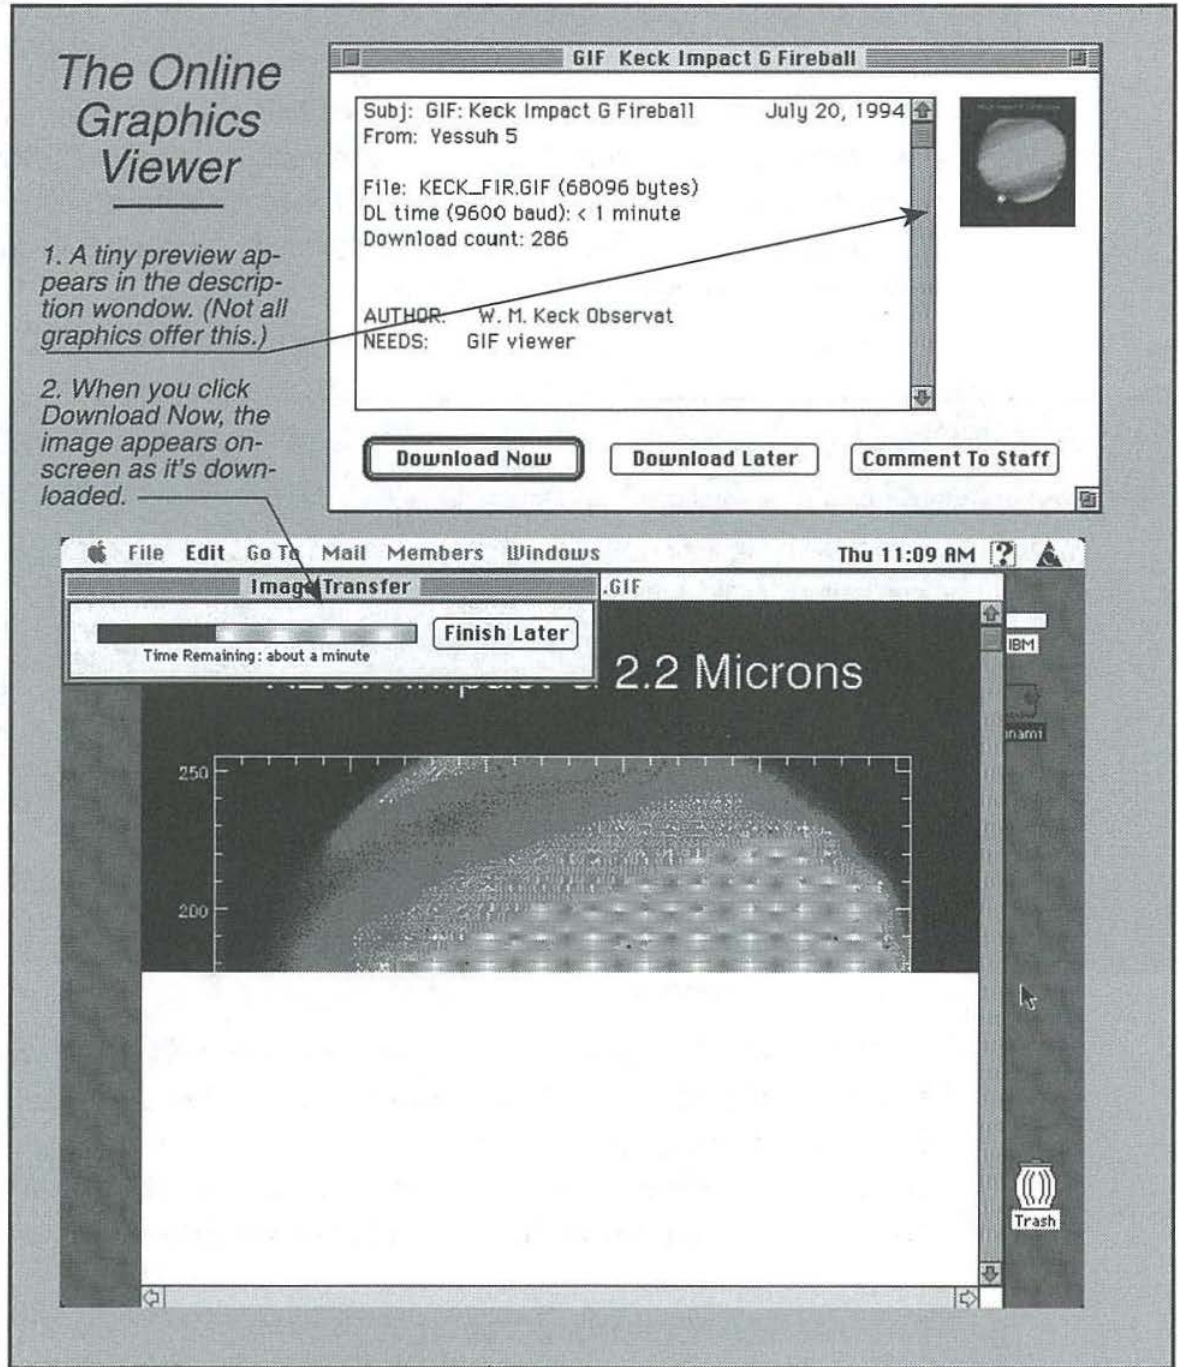 The Online
Graphics
Viewer
1. A tiny preview ap-
pears in the descrip-
tion wondow. (Not all
graphics offer this.)
2. When you click
Download Now, the
image appears on-
screen as it's down-
loaded.
GIF Keck Impact G Fireball
Subj: GIF: Keck Impact G Fireball July 20, 1994
From: Yessuh 5
File: KECK_FIR.GIF (68096 bytes)
DL time (9600 baud): < 1 minute
Download count: 286
AUTHOR: W. M. Keck Observat
NEEDS: GIF viewer
Download Now Download Later Comment To Staff
File Edit Go To Mail Members Windows Thu 11:09 AM ?
Image Transfer .GIF
Finish Later
Time Remaining: about a minute
IBM
2.2 Microns
nami
250
200
Trash